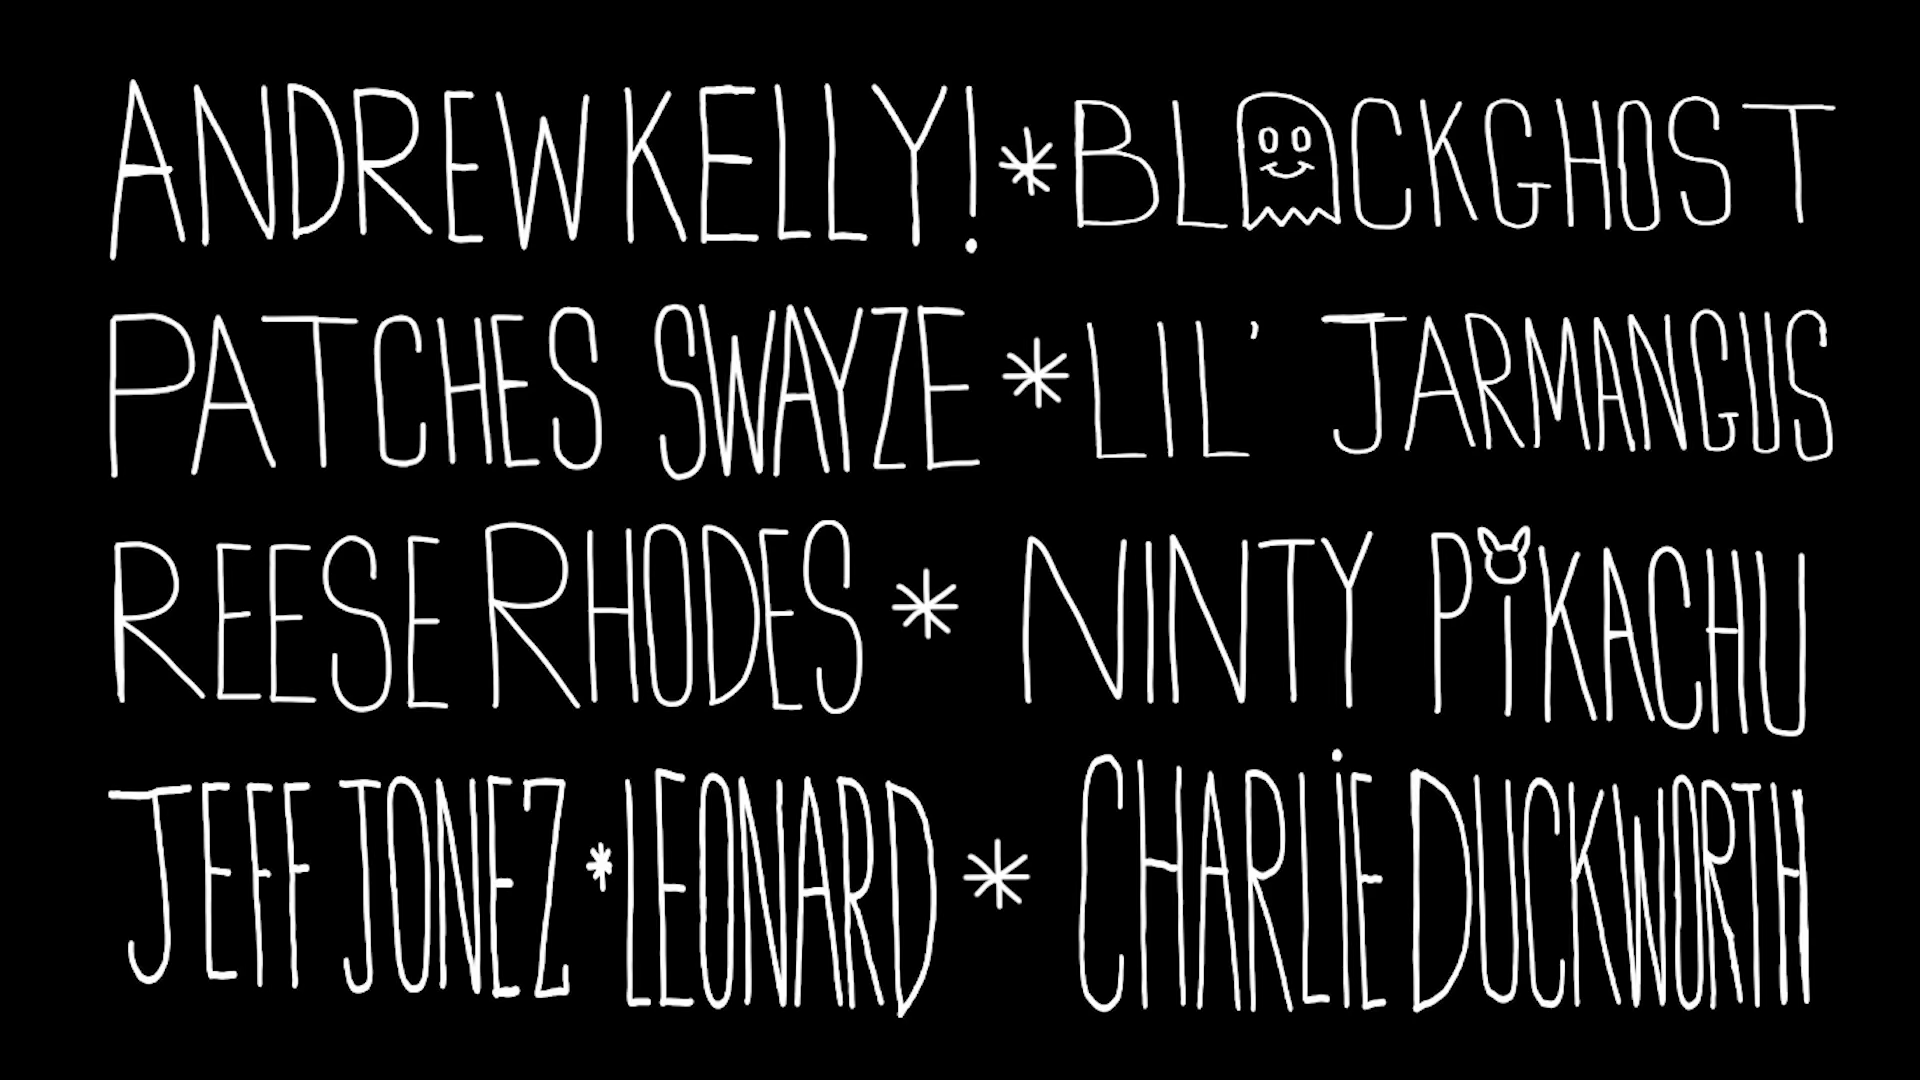 ANDREW KELLY! * BLACKGHOST
PATCHES SWAYZE * LIL' JARMANGUS
REESE RHODES * NINTY PiKACHU
JEFF JONEZ * LEONARD * CHARLiE DUCKWORTH